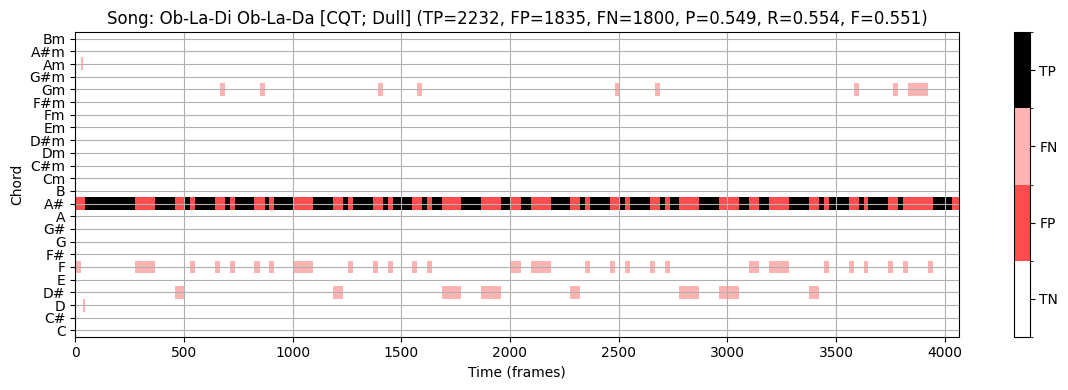 Song: Ob-La-Di Ob-La-Da [CQT; Dull] (TP=2232, FP=1835, FN=1800, P=0.549, R=0.554, F=0.551)
Bm
A#m
Am
G#m
Gm
F#m
Fm
Em
D#m
Dm
C#m
Cm
B
A#
A
G#
G
F#
F
E
D#
D
C#
C
Chord
0 500 1000 1500 2000 2500 3000 3500 4000
Time (frames)
TP
FN
FP
TN